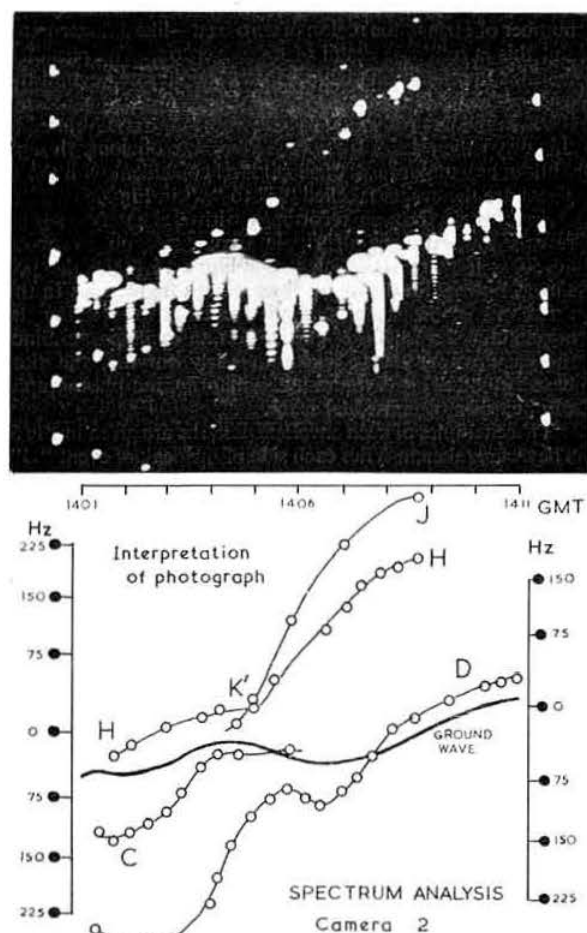 1401 1406 1411 GMT
Hz Hz
225
150
75
0
75
150
225
150
75
0
75
150
225
Interpretation
of photograph
J
H
K'
H
D
GROUND
WAVE
C
SPECTRUM ANALYSIS
Camera 2